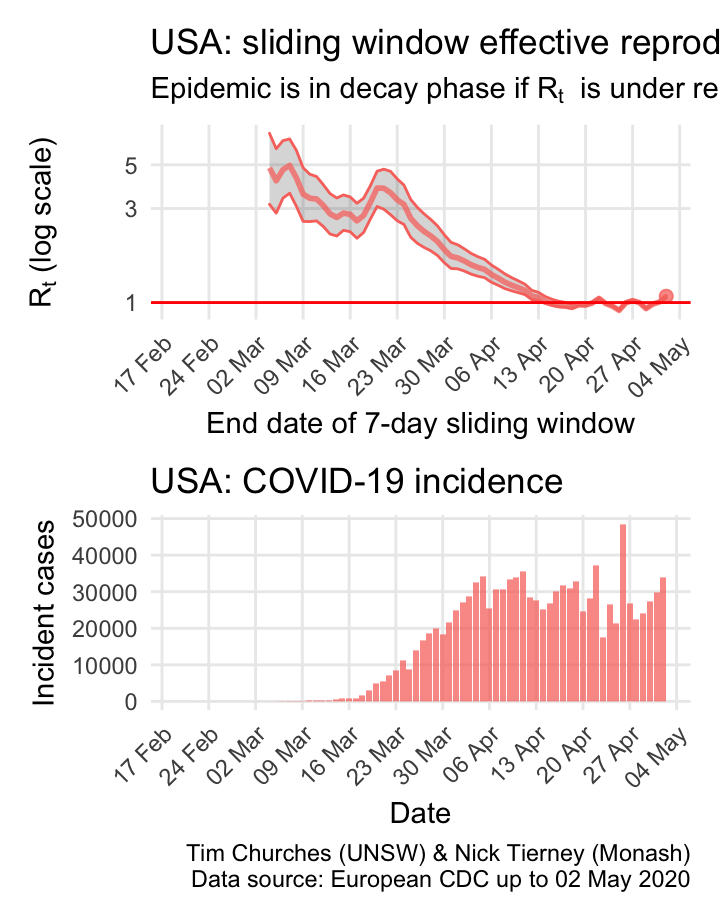 USA: sliding window effective reprod
Epidemic is in decay phase if Rt is under re
Rt (log scale)
5
3
1
17 Feb
24 Feb
02 Mar
09 Mar
16 Mar
23 Mar
30 Mar
06 Apr
13 Apr
20 Apr
27 Apr
04 May
End date of 7-day sliding window
USA: COVID-19 incidence
Incident cases
50000
40000
30000
20000
10000
0
17 Feb
24 Feb
02 Mar
09 Mar
16 Mar
23 Mar
30 Mar
06 Apr
13 Apr
20 Apr
27 Apr
04 May
Date
Tim Churches (UNSW) & Nick Tierney (Monash)
Data source: European CDC up to 02 May 2020